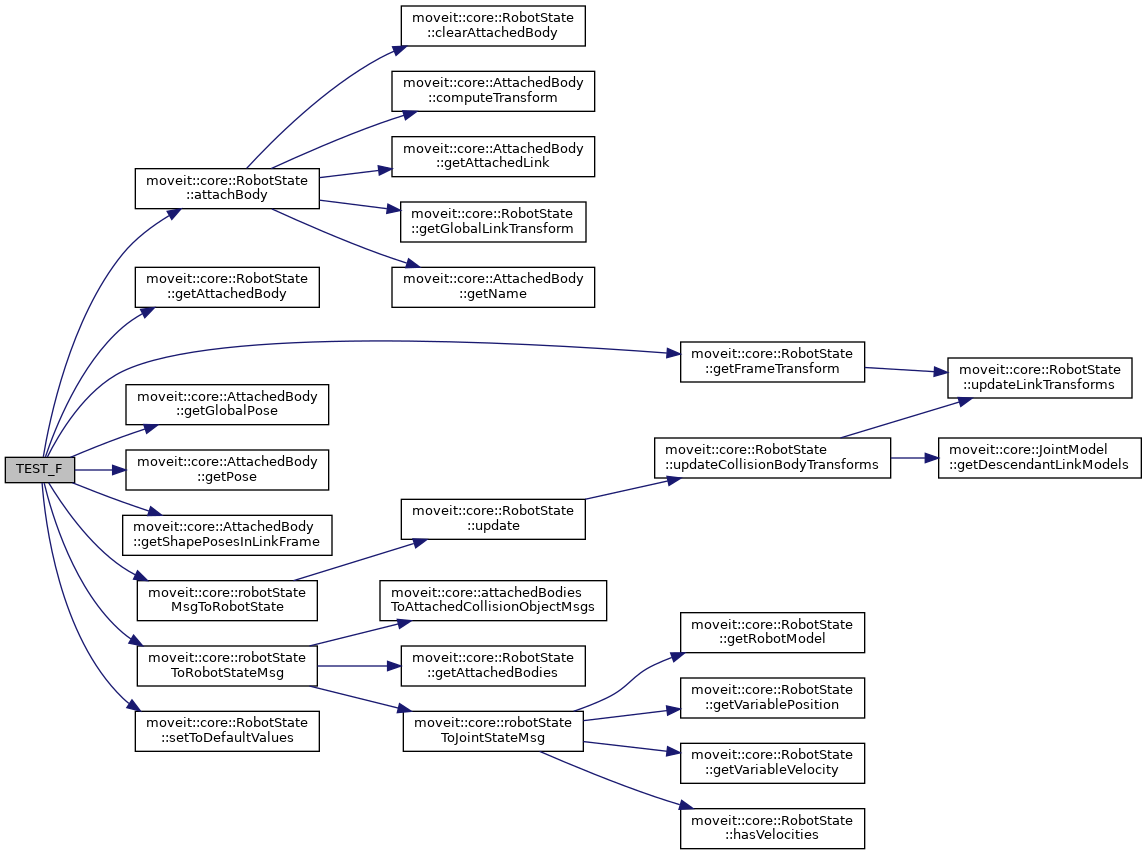 moveit::core::RobotState
::clearAttachedBody
moveit::core::AttachedBody
::computeTransform
moveit::core::AttachedBody
::getAttachedLink
moveit::core::RobotState
::attachBody
moveit::core::RobotState
::getGlobalLinkTransform
moveit::core::RobotState
::getAttachedBody
moveit::core::AttachedBody
::getName
moveit::core::RobotState
::getFrameTransform
moveit::core::RobotState
::updateLinkTransforms
moveit::core::AttachedBody
::getGlobalPose
TEST_F
moveit::core::AttachedBody
::getPose
moveit::core::RobotState
::updateCollisionBodyTransforms
moveit::core::JointModel
::getDescendantLinkModels
moveit::core::AttachedBody
::getShapePosesInLinkFrame
moveit::core::RobotState
::update
moveit::core::robotState
MsgToRobotState
moveit::core::attachedBodies
ToAttachedCollisionObjectMsgs
moveit::core::robotState
ToRobotStateMsg
moveit::core::RobotState
::getAttachedBodies
moveit::core::RobotState
::getRobotModel
moveit::core::RobotState
::setToDefaultValues
moveit::core::robotState
ToJointStateMsg
moveit::core::RobotState
::getVariablePosition
moveit::core::RobotState
::getVariableVelocity
moveit::core::RobotState
::hasVelocities